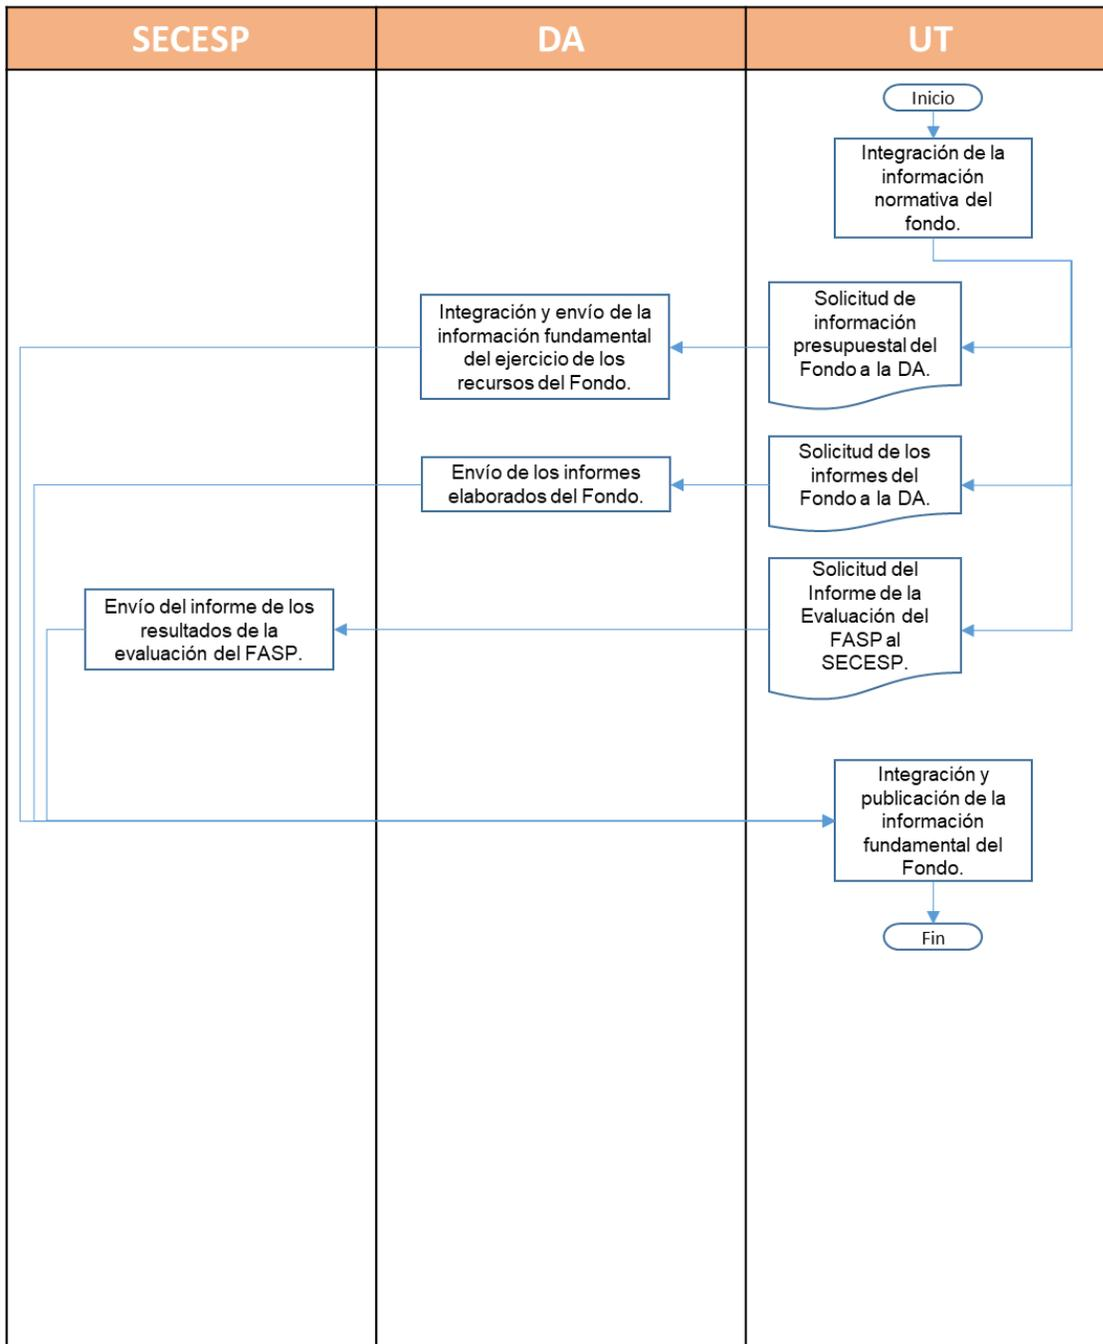 SECESP
DA
UT
Inicio
Integración de la
información
normativa del
fondo.
Integración y envío de la
información fundamental
del ejercicio de los
recursos del Fondo.
Solicitud de
información
presupuestal del
Fondo a la DA.
Envío de los informes
elaborados del Fondo.
Solicitud de los
informes del
Fondo a la DA.
Envío del informe de los
resultados de la
evaluación del FASP.
Solicitud del
Informe de la
Evaluación del
FASP al
SECESP.
Integración y
publicación de la
información
fundamental del
Fondo.
Fin